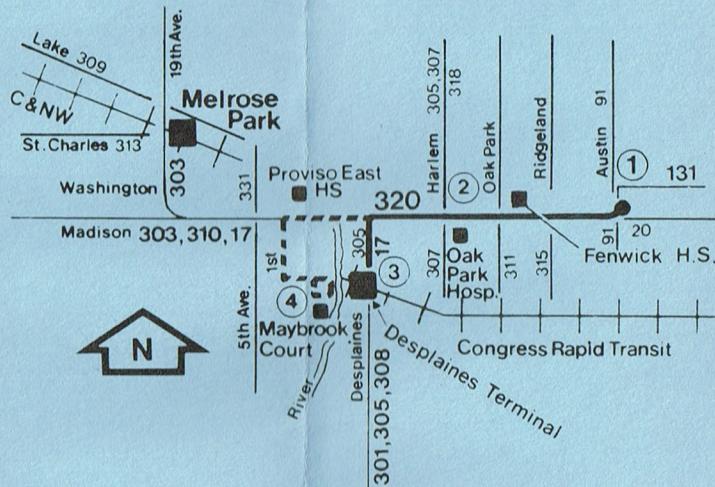 Lake 309
19th Ave.
C&NW
Melrose
Park
St. Charles 313
Washington
303
331
Proviso East
HS
Harlem 305,307
318
2
Oak Park
Ridgeland
Austin 91
1
131
320
Madison 303, 310, 17
5th Ave.
1st
305
17
3
307
Oak
Park
Hosp.
311
315
91
20
Fenwick H.S.
4
Maybrook
Court
N
River
Desplaines
301, 305, 308
Desplaines Terminal
Congress Rapid Transit